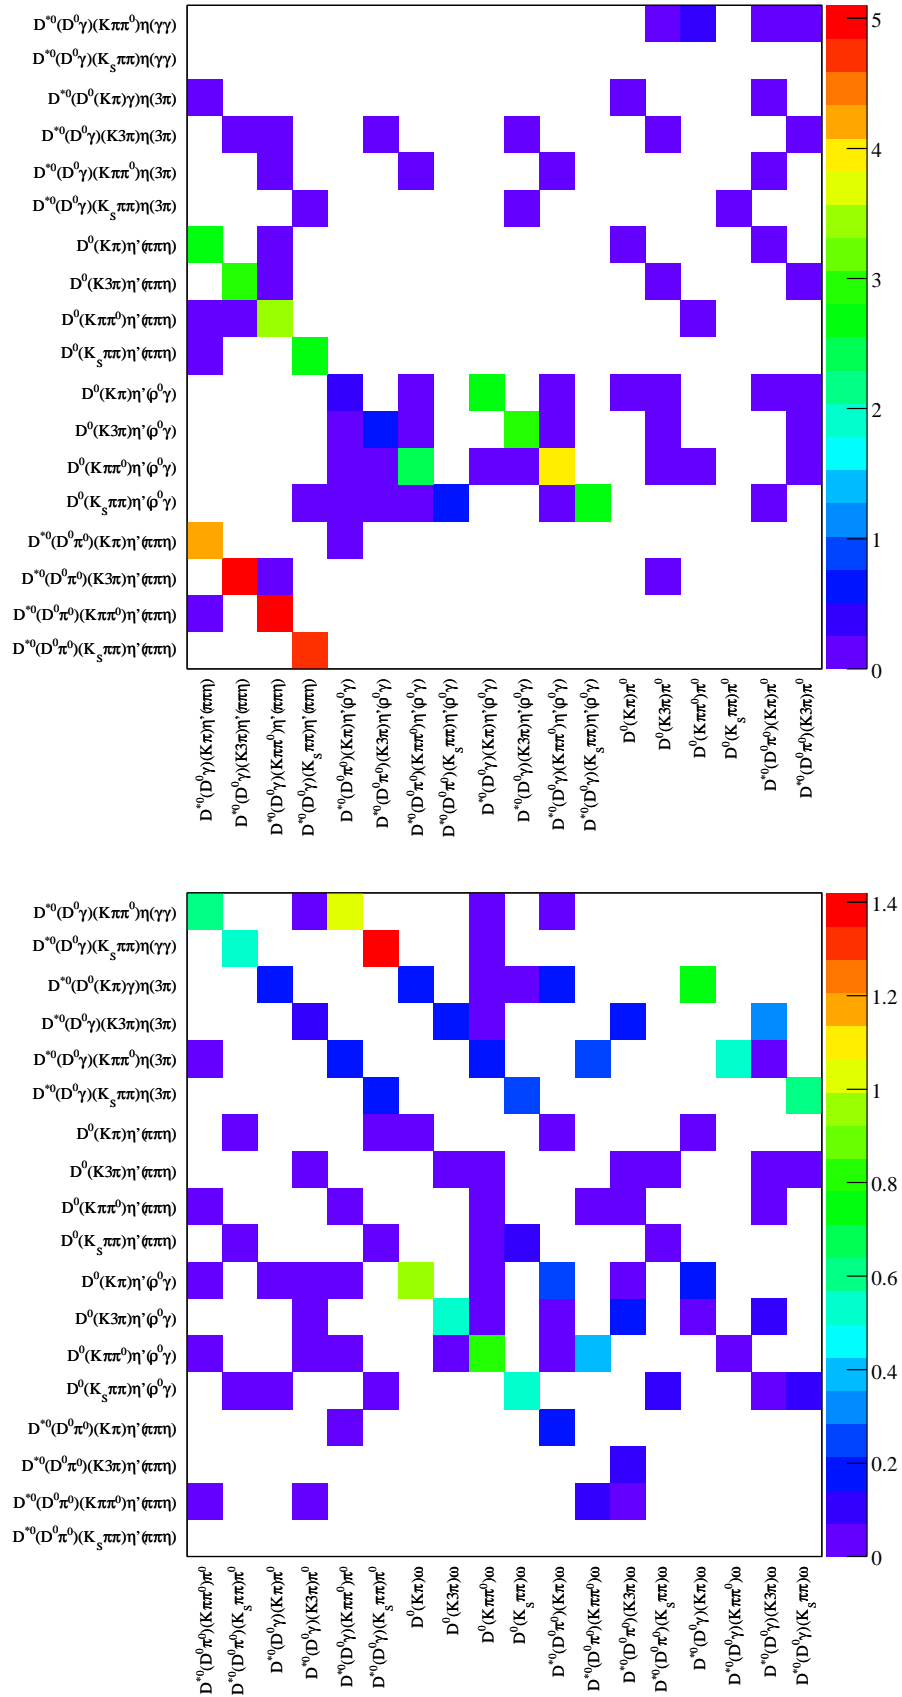 D*0(D0γ)(Kππ0)η(γγ)
D*0(D0γ)(KSππ)η(γγ)
D*0(D0(Kπ)γ)η(3π)
D*0(D0γ)(K3π)η(3π)
D*0(D0γ)(Kππ0)η(3π)
D*0(D0γ)(KSππ)η(3π)
D0(Kπ)η'(ππη)
D0(K3π)η'(ππη)
D0(Kππ0)η'(ππη)
D0(KSππ)η'(ππη)
D0(Kπ)η'(ρ0γ)
D0(K3π)η'(ρ0γ)
D0(Kππ0)η'(ρ0γ)
D0(KSππ)η'(ρ0γ)
D*0(D0π0)(Kπ)η'(ππη)
D*0(D0π0)(K3π)η'(ππη)
D*0(D0π0)(Kππ0)η'(ππη)
D*0(D0π0)(KSππ)η'(ππη)
5
4
3
2
1
0
D*0(D0γ)(Kπ)η'(ππη)
D*0(D0γ)(K3π)η'(ππη)
D*0(D0γ)(Kππ0)η'(ππη)
D*0(D0γ)(KSππ)η'(ππη)
D*0(D0π0)(Kπ)η'(ρ0γ)
D*0(D0π0)(K3π)η'(ρ0γ)
D*0(D0π0)(Kππ0)η'(ρ0γ)
D*0(D0π0)(KSππ)η'(ρ0γ)
D*0(D0γ)(Kπ)η'(ρ0γ)
D*0(D0γ)(K3π)η'(ρ0γ)
D*0(D0γ)(Kππ0)η'(ρ0γ)
D*0(D0γ)(KSππ)η'(ρ0γ)
D0(Kπ)π0
D0(K3π)π0
D0(Kππ0)π0
D0(KSππ)π0
D*0(D0π0)(Kπ)π0
D*0(D0π0)(K3π)π0
D*0(D0γ)(Kππ0)η(γγ)
D*0(D0γ)(KSππ)η(γγ)
D*0(D0(Kπ)γ)η(3π)
D*0(D0γ)(K3π)η(3π)
D*0(D0γ)(Kππ0)η(3π)
D*0(D0γ)(KSππ)η(3π)
D0(Kπ)η'(ππη)
D0(K3π)η'(ππη)
D0(Kππ0)η'(ππη)
D0(KSππ)η'(ππη)
D0(Kπ)η'(ρ0γ)
D0(K3π)η'(ρ0γ)
D0(Kππ0)η'(ρ0γ)
D0(KSππ)η'(ρ0γ)
D*0(D0π0)(Kπ)η'(ππη)
D*0(D0π0)(K3π)η'(ππη)
D*0(D0π0)(Kππ0)η'(ππη)
D*0(D0π0)(KSππ)η'(ππη)
1.4
1.2
1
0.8
0.6
0.4
0.2
0
D*0(D0π0)(Kππ0)π0
D*0(D0π0)(KSππ)π0
D*0(D0γ)(Kπ)π0
D*0(D0γ)(K3π)π0
D*0(D0γ)(Kππ0)π0
D*0(D0γ)(KSππ)π0
D0(Kπ)ω
D0(K3π)ω
D0(Kππ0)ω
D0(KSππ)ω
D*0(D0π0)(Kπ)ω
D*0(D0π0)(Kππ0)ω
D*0(D0π0)(K3π)ω
D*0(D0π0)(KSππ)ω
D*0(D0γ)(Kπ)ω
D*0(D0γ)(Kππ0)ω
D*0(D0γ)(K3π)ω
D*0(D0γ)(KSππ)ω